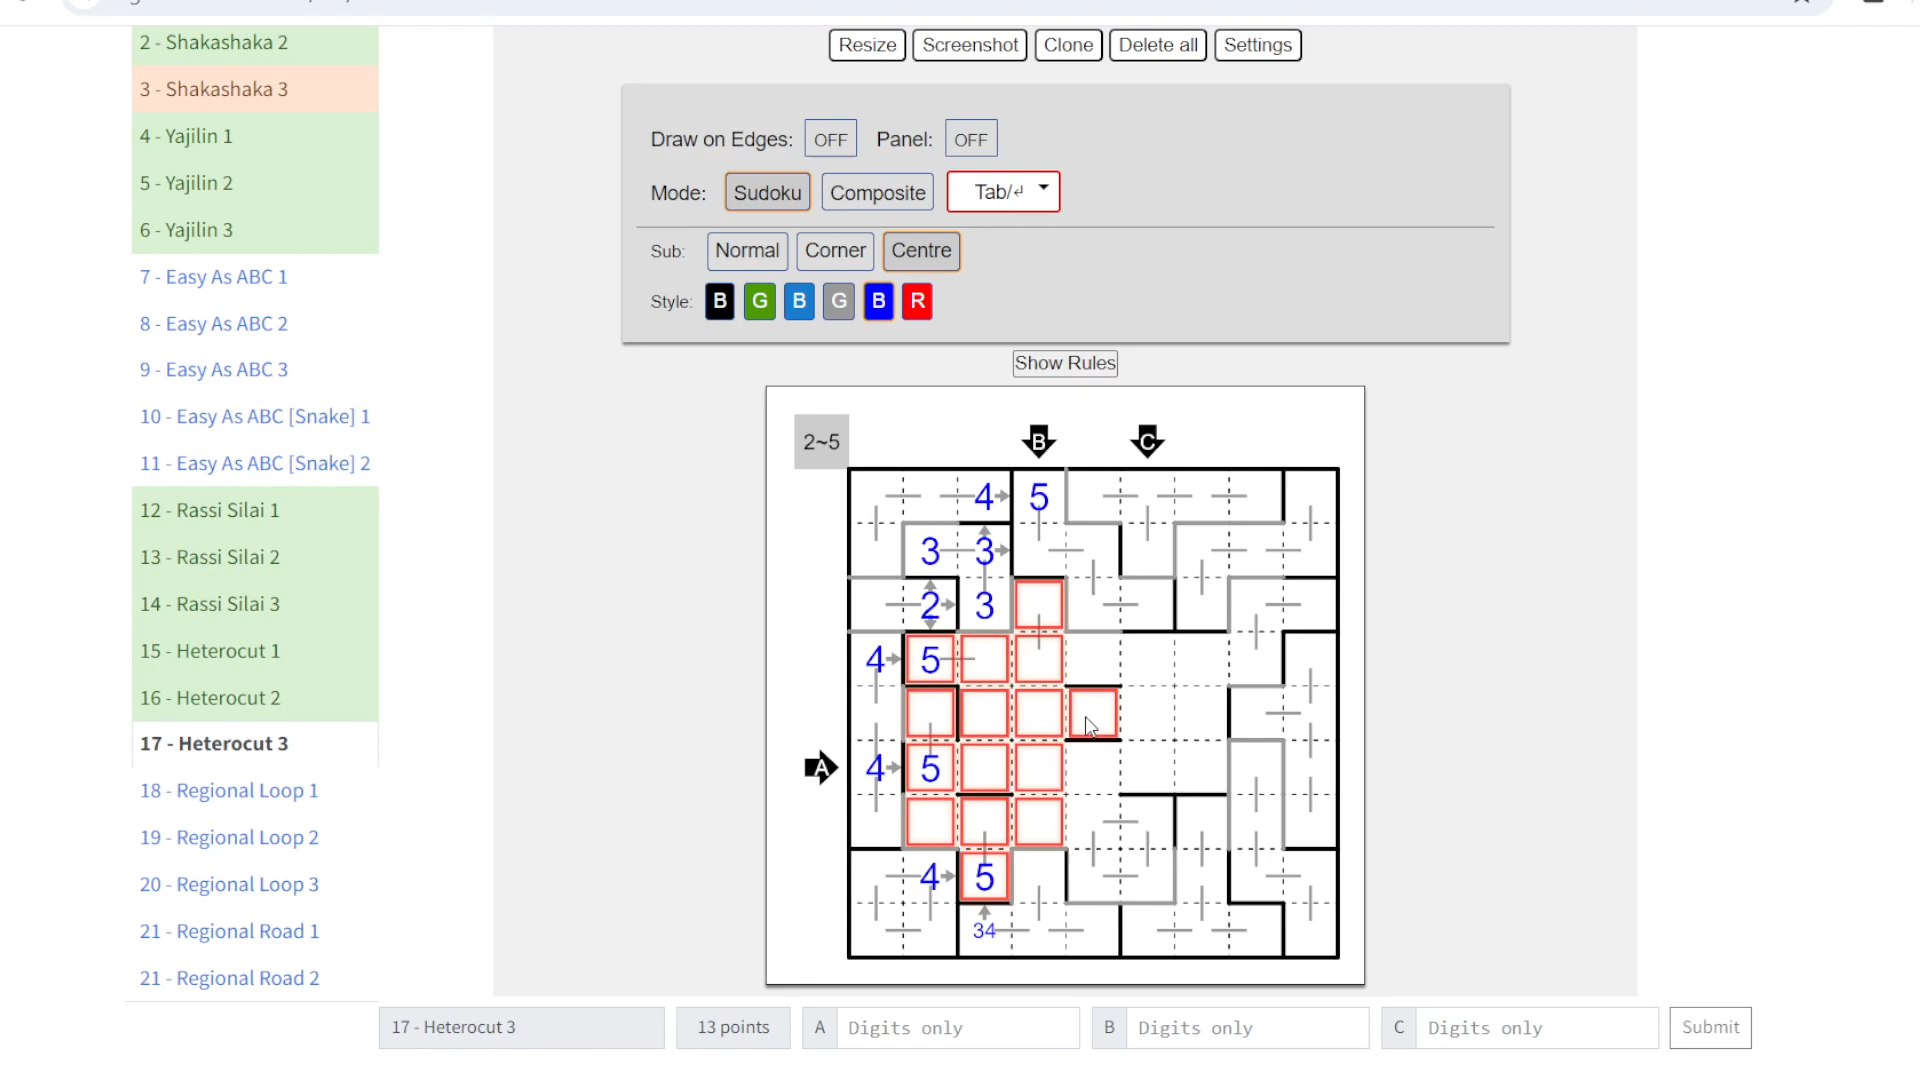 2 - Shakashaka 2
3 - Shakashaka 3
4 - Yajilin 1
5 - Yajilin 2
6 - Yajilin 3
7 - Easy As ABC 1
8 - Easy As ABC 2
9 - Easy As ABC 3
10 - Easy As ABC [Snake] 1
11 - Easy As ABC [Snake] 2
12 - Rassi Silai 1
13 - Rassi Silai 2
14 - Rassi Silai 3
15 - Heterocut 1
16 - Heterocut 2
17 - Heterocut 3
18 - Regional Loop 1
19 - Regional Loop 2
20 - Regional Loop 3
21 - Regional Road 1
21 - Regional Road 2
Resize Screenshot Clone Delete all Settings
Draw on Edges: OFF Panel: OFF
Mode: Sudoku Composite Tab/↵
Sub: Normal Corner Centre
Style: B G B G B R
Show Rules
2~5 B C
4 5
3 3
2 3
4 5
A 4 5
4 5
34
17 - Heterocut 3 13 points A Digits only B Digits only C Digits only Submit